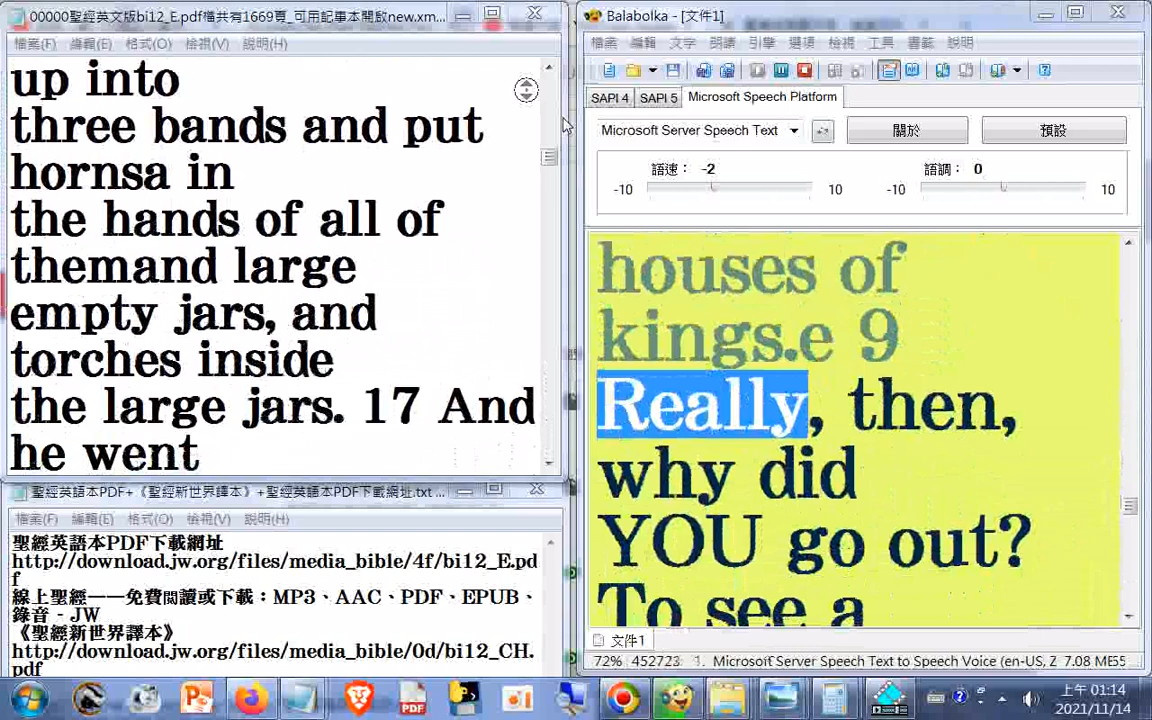 00000聖經英文版bi12_E.pdf檔共有1669頁_可用記事本開啟new.xm...
檔案(F) 編輯(E) 格式(O) 檢視(V) 說明(H)
up into
three bands and put
hornsa in
the hands of all of
themand large
empty jars, and
torches inside
the large jars. 17 And
he went
聖經英語本PDF+《聖經新世界譯本》+聖經英語本PDF下載網址.txt ...
檔案(F) 編輯(E) 格式(O) 檢視(V) 說明(H)
聖經英語本PDF下載網址
http://download.jw.org/files/media_bible/4f/bi12_E.pd
f
線上聖經──免費閱讀或下載：MP3、AAC、PDF、EPUB、
錄音 - JW
《聖經新世界譯本》
http://download.jw.org/files/media_bible/0d/bi12_CH.
pdf
Balabolka - [文件1]
檔案 編輯 文字 朗讀 引擎 選項 檢視 工具 書籤 說明
SAPI 4 SAPI 5 Microsoft Speech Platform
Microsoft Server Speech Text 關於 預設
語速： -2 語調： 0
-10 10 -10 10
houses of
kings.e 9
Really, then,
why did
YOU go out?
To see a
文件1
72% 452723 1. Microsoft Server Speech Text to Speech Voice (en-US, Z 7.08 ME55
PDF
上午 01:14
2021/11/14